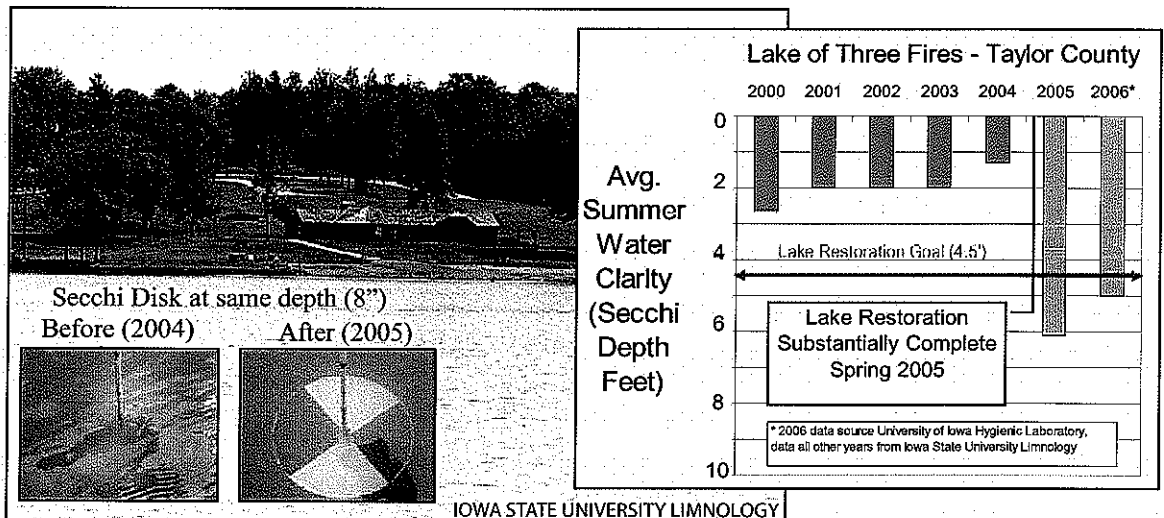 Secchi Disk at same depth (8")
Before (2004)
After (2005)
IOWA STATE UNIVERSITY LIMNOLOGY
Lake of Three Fires - Taylor County
2000 2001 2002 2003 2004 2005 2006*
0
2
4
6
8
10
Avg.
Summer
Water
Clarity
(Secchi
Depth
Feet)
Lake Restoration Goal (4.5')
Lake Restoration
Substantially Complete
Spring 2005
* 2006 data source University of Iowa Hygienic Laboratory,
data all other years from Iowa State University Limnology